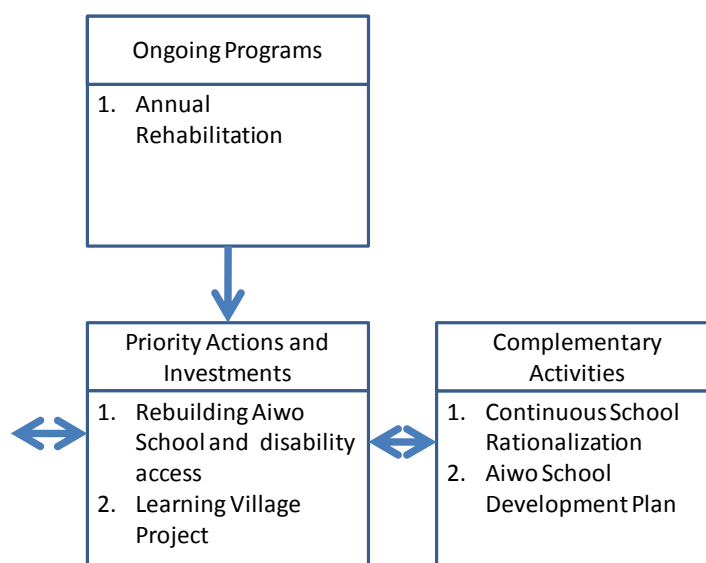 Ongoing Programs
1. Annual
Rehabilitation
Priority Actions and
Investments
1. Rebuilding Aiwo
School and disability
access
2. Learning Village
Project
Complementary
Activities
1. Continuous School
Rationalization
2. Aiwo School
Development Plan